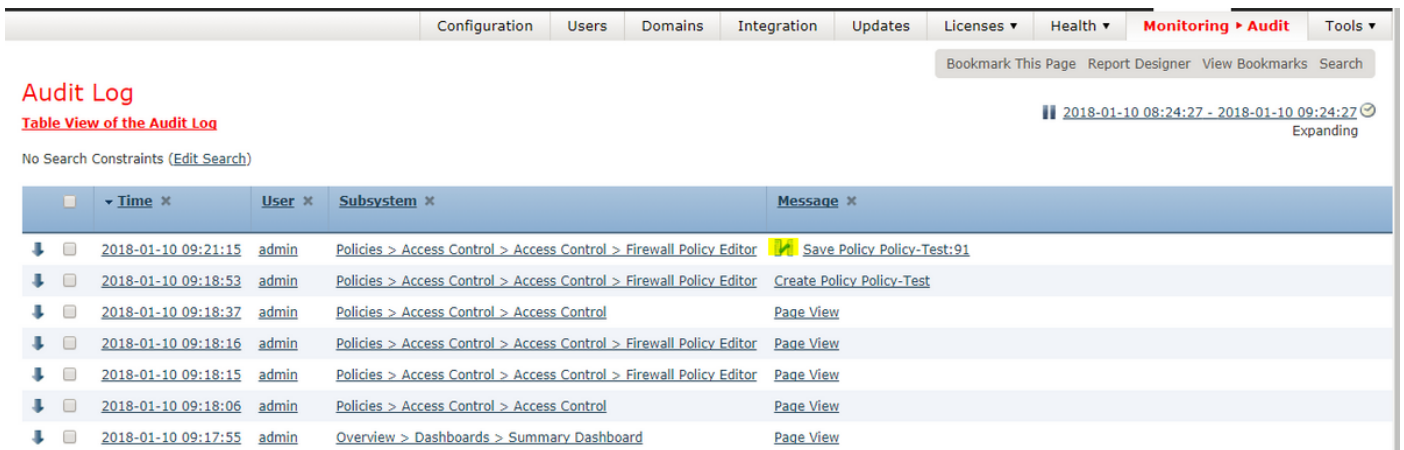 Configuration Users Domains Integration Updates Licenses ▾ Health ▾ Monitoring ▸ Audit Tools ▾
Bookmark This Page Report Designer View Bookmarks Search
Audit Log
Table View of the Audit Log
2018-01-10 08:24:27 - 2018-01-10 09:24:27
Expanding
No Search Constraints (Edit Search)
Time × User × Subsystem × Message ×
2018-01-10 09:21:15 admin Policies > Access Control > Access Control > Firewall Policy Editor Save Policy Policy-Test:91
2018-01-10 09:18:53 admin Policies > Access Control > Access Control > Firewall Policy Editor Create Policy Policy-Test
2018-01-10 09:18:37 admin Policies > Access Control > Access Control Page View
2018-01-10 09:18:16 admin Policies > Access Control > Access Control > Firewall Policy Editor Page View
2018-01-10 09:18:15 admin Policies > Access Control > Access Control > Firewall Policy Editor Page View
2018-01-10 09:18:06 admin Policies > Access Control > Access Control Page View
2018-01-10 09:17:55 admin Overview > Dashboards > Summary Dashboard Page View